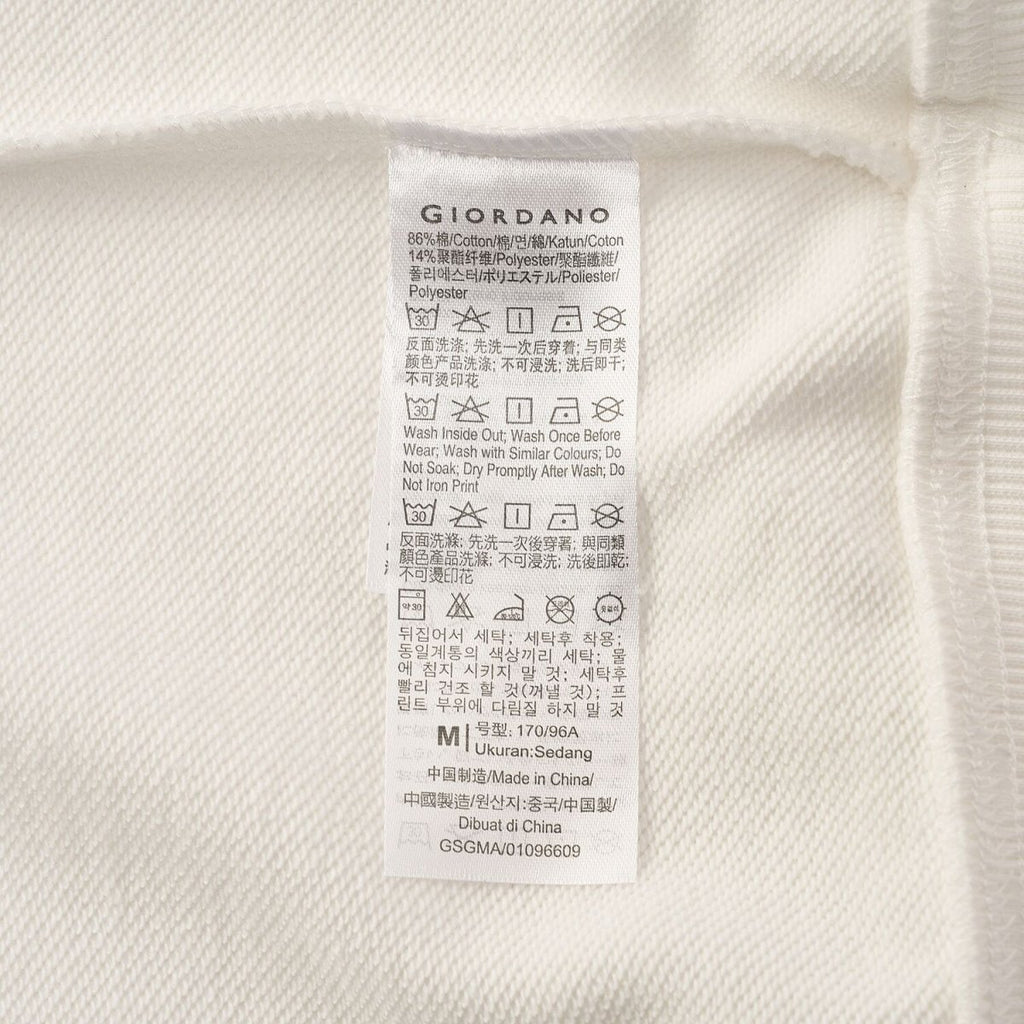 GIORDANO
86%棉/Cotton/棉/면/綿/Katun/Coton
14%聚酯纤维/Polyester/聚酯纖維/
폴리에스터/ポリエステル/Poliester/
Polyester
30
反面洗涤; 先洗一次后穿着; 与同类
颜色产品洗涤; 不可浸洗; 洗后即干;
不可烫印花
30
Wash Inside Out; Wash Once Before
Wear; Wash with Similar Colours; Do
Not Soak; Dry Promptly After Wash; Do
Not Iron Print
30
反面洗滌; 先洗一次後穿著; 與同類
顏色產品洗滌; 不可浸洗; 洗後即乾;
不可燙印花
약30
뒤집어서 세탁; 세탁후 착용;
동일계통의 색상끼리 세탁; 물
에 침지 시키지 말 것; 세탁후
빨리 건조 할 것(꺼낼 것); 프
린트 부위에 다림질 하지 말 것
M 号型: 170/96A
Ukuran:Sedang
中国制造/Made in China/
中國製造/원산지:중국/中国製/
Dibuat di China
GSGMA/01096609